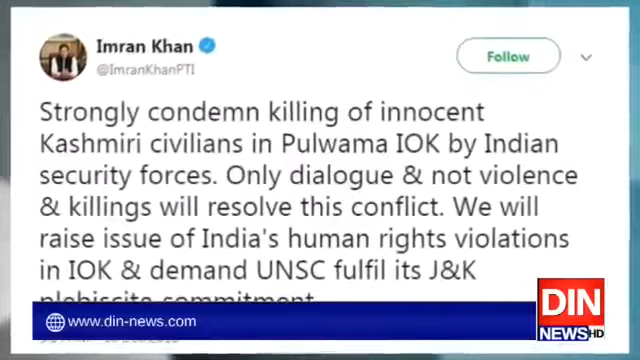 Imran Khan
@ImranKhanPTI
Follow
Strongly condemn killing of innocent
Kashmiri civilians in Pulwama IOK by Indian
security forces. Only dialogue & not violence
& killings will resolve this conflict. We will
raise issue of India's human rights violations
in IOK & demand UNSC fulfil its J&K
plebiscite commitment
www.din-news.com
DIN
NEWS HD